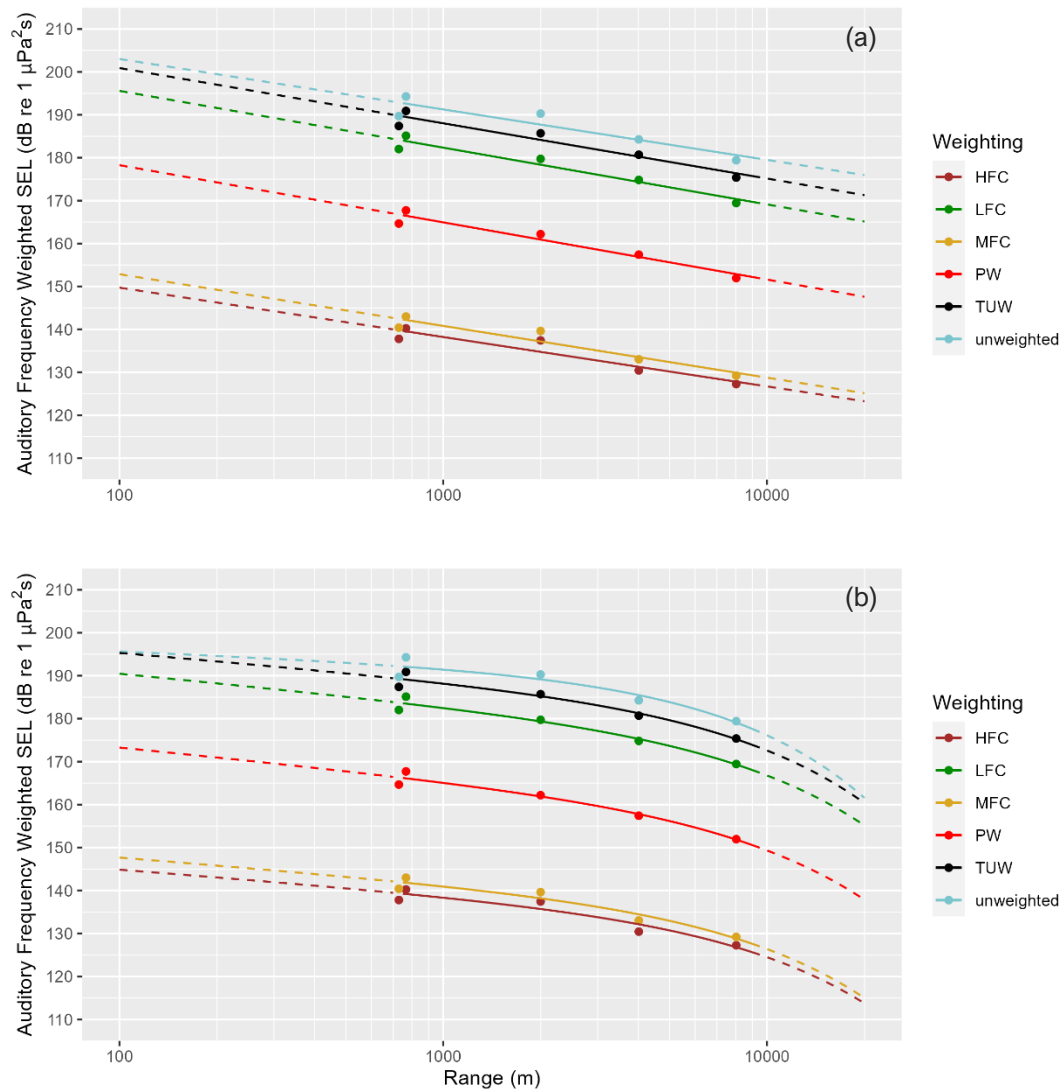 Auditory Frequency Weighted SEL (dB re 1 μPa²s)
210
200
190
180
170
160
150
140
130
120
110
(a)
100
1000
10000
Weighting
HFC
LFC
MFC
PW
TUW
unweighted
Auditory Frequency Weighted SEL (dB re 1 μPa²s)
210
200
190
180
170
160
150
140
130
120
110
(b)
100
1000
10000
Range (m)
Weighting
HFC
LFC
MFC
PW
TUW
unweighted